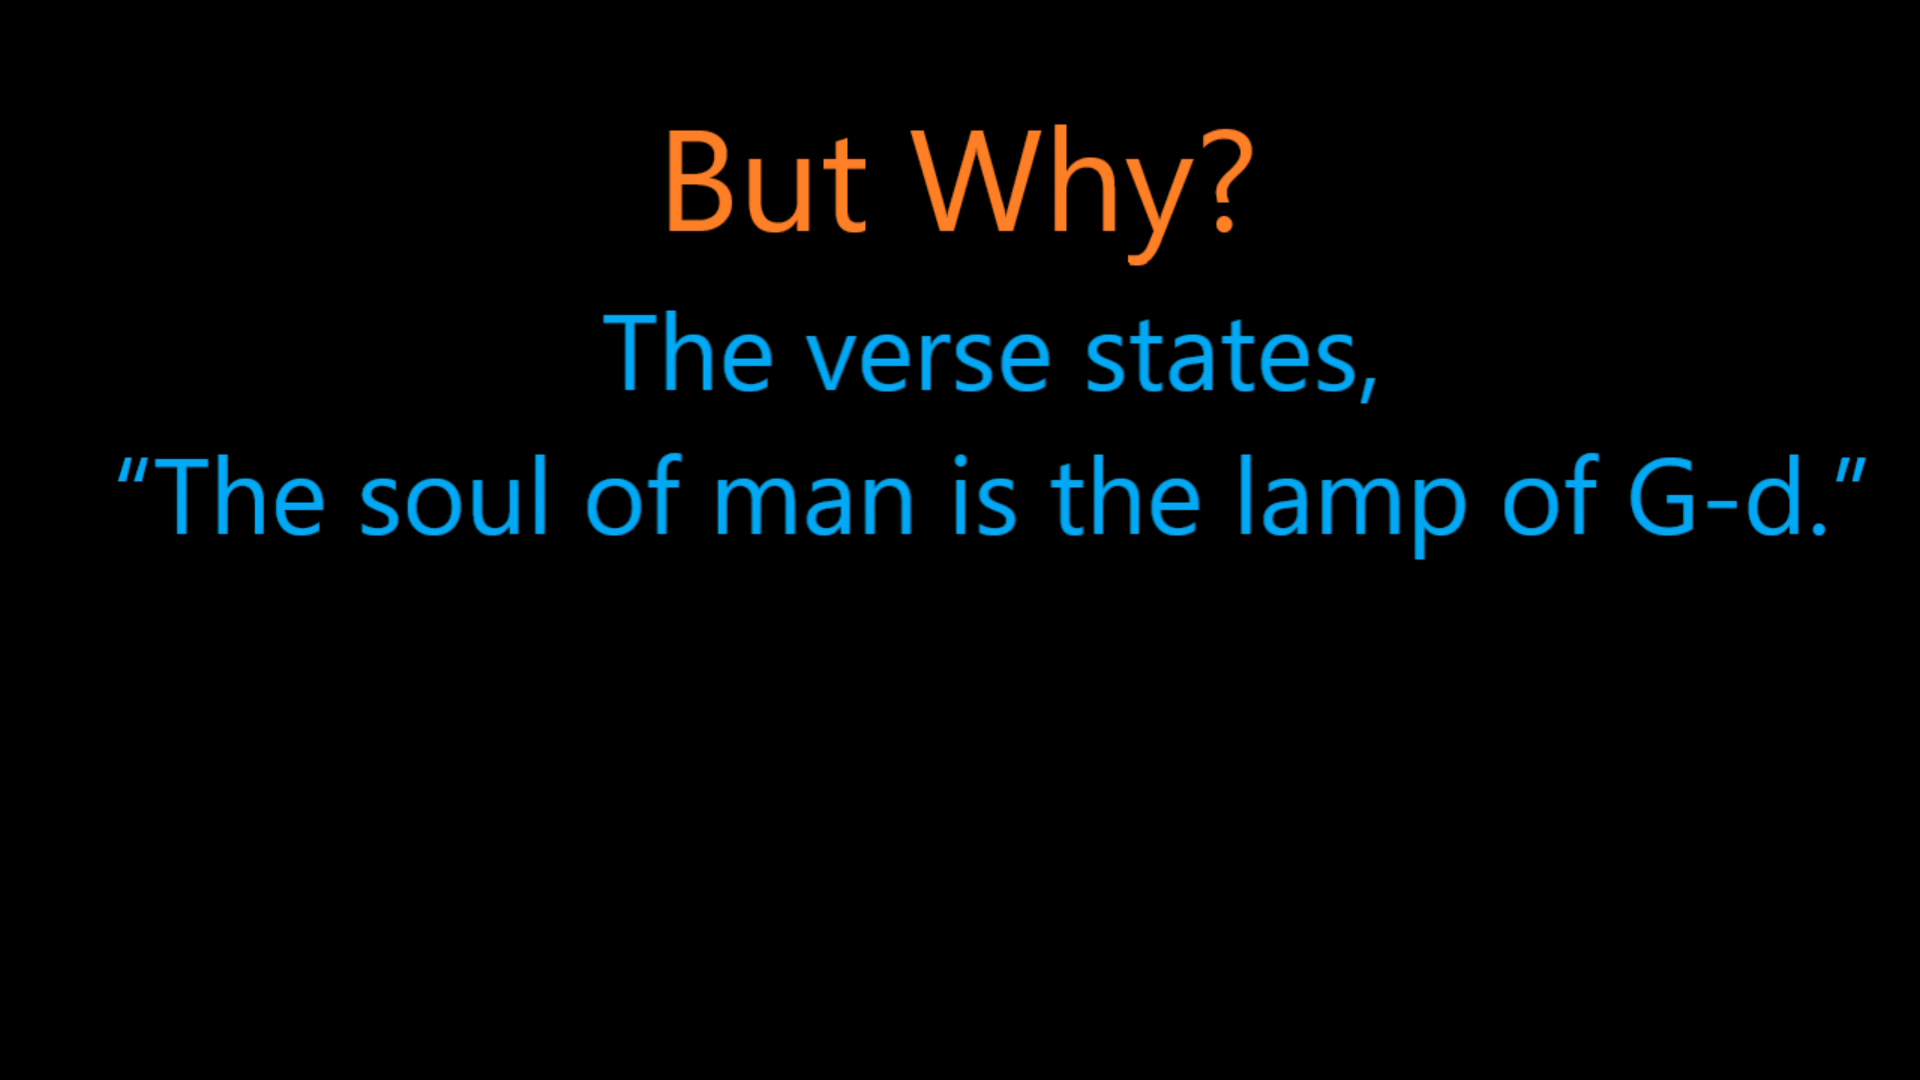 But Why?
The verse states,
“The soul of man is the lamp of G-d.”